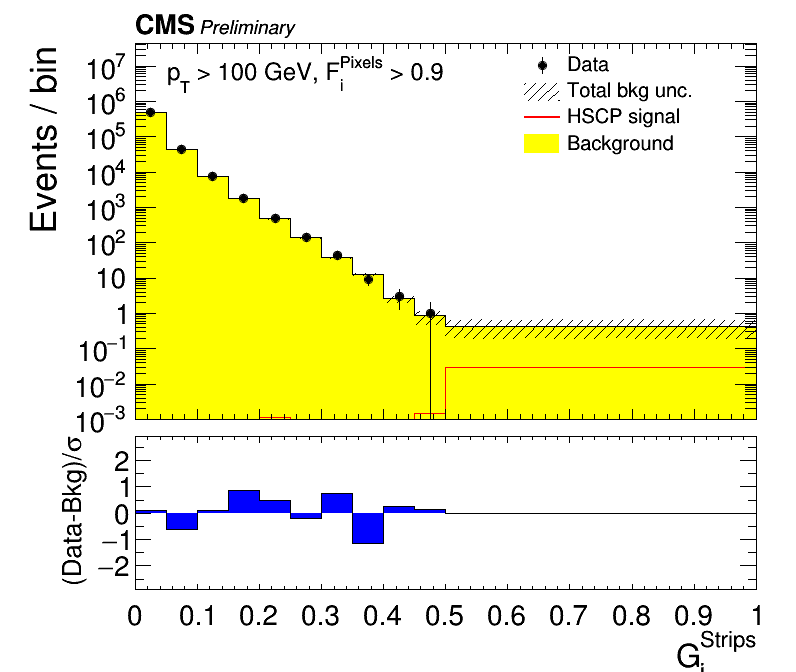 CMS Preliminary
p_T > 100 GeV, F_i^Pixels > 0.9
Data
Total bkg unc.
HSCP signal
Background
Events / bin
10^7
10^6
10^5
10^4
10^3
10^2
10
1
10^−1
10^−2
10^−3
(Data-Bkg)/σ
2
1
0
−1
−2
0 0.1 0.2 0.3 0.4 0.5 0.6 0.7 0.8 0.9 1
G_i^Strips